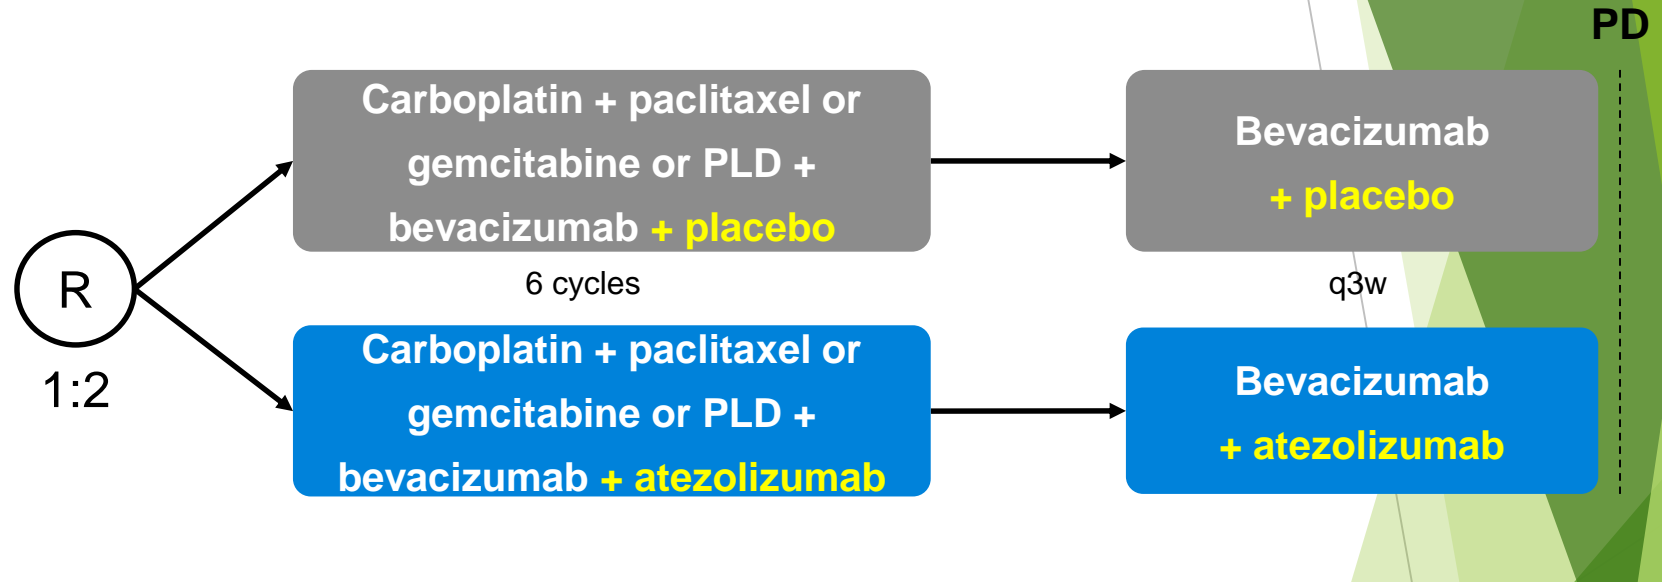 PD
Carboplatin + paclitaxel or
gemcitabine or PLD +
bevacizumab + placebo
Bevacizumab
+ placebo
R
1:2
6 cycles
q3w
Carboplatin + paclitaxel or
gemcitabine or PLD +
bevacizumab + atezolizumab
Bevacizumab
+ atezolizumab